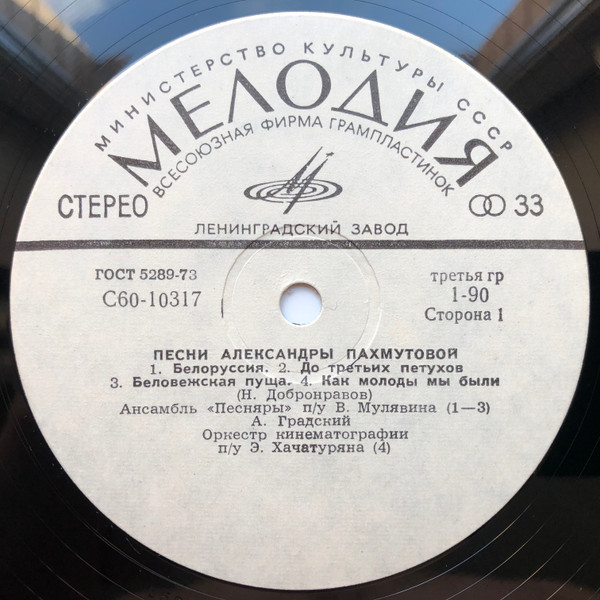 МИНИСТЕРСТВО КУЛЬТУРЫ СССР
МЕЛОДИЯ
ВСЕСОЮЗНАЯ ФИРМА ГРАМПЛАСТИНОК
СТЕРЕО
33
ЛЕНИНГРАДСКИЙ ЗАВОД
ГОСТ 5289-73
С60-10317
третья гр
1-90
Сторона 1
ПЕСНИ АЛЕКСАНДРЫ ПАХМУТОВОЙ
1. Белоруссия. 2. До третьих петухов
3. Беловежская пуща. 4. Как молоды мы были
(Н. Добронравов)
Ансамбль «Песняры» п/у В. Мулявина (1—3)
А. Градский
Оркестр кинематографии
п/у Э. Хачатуряна (4)